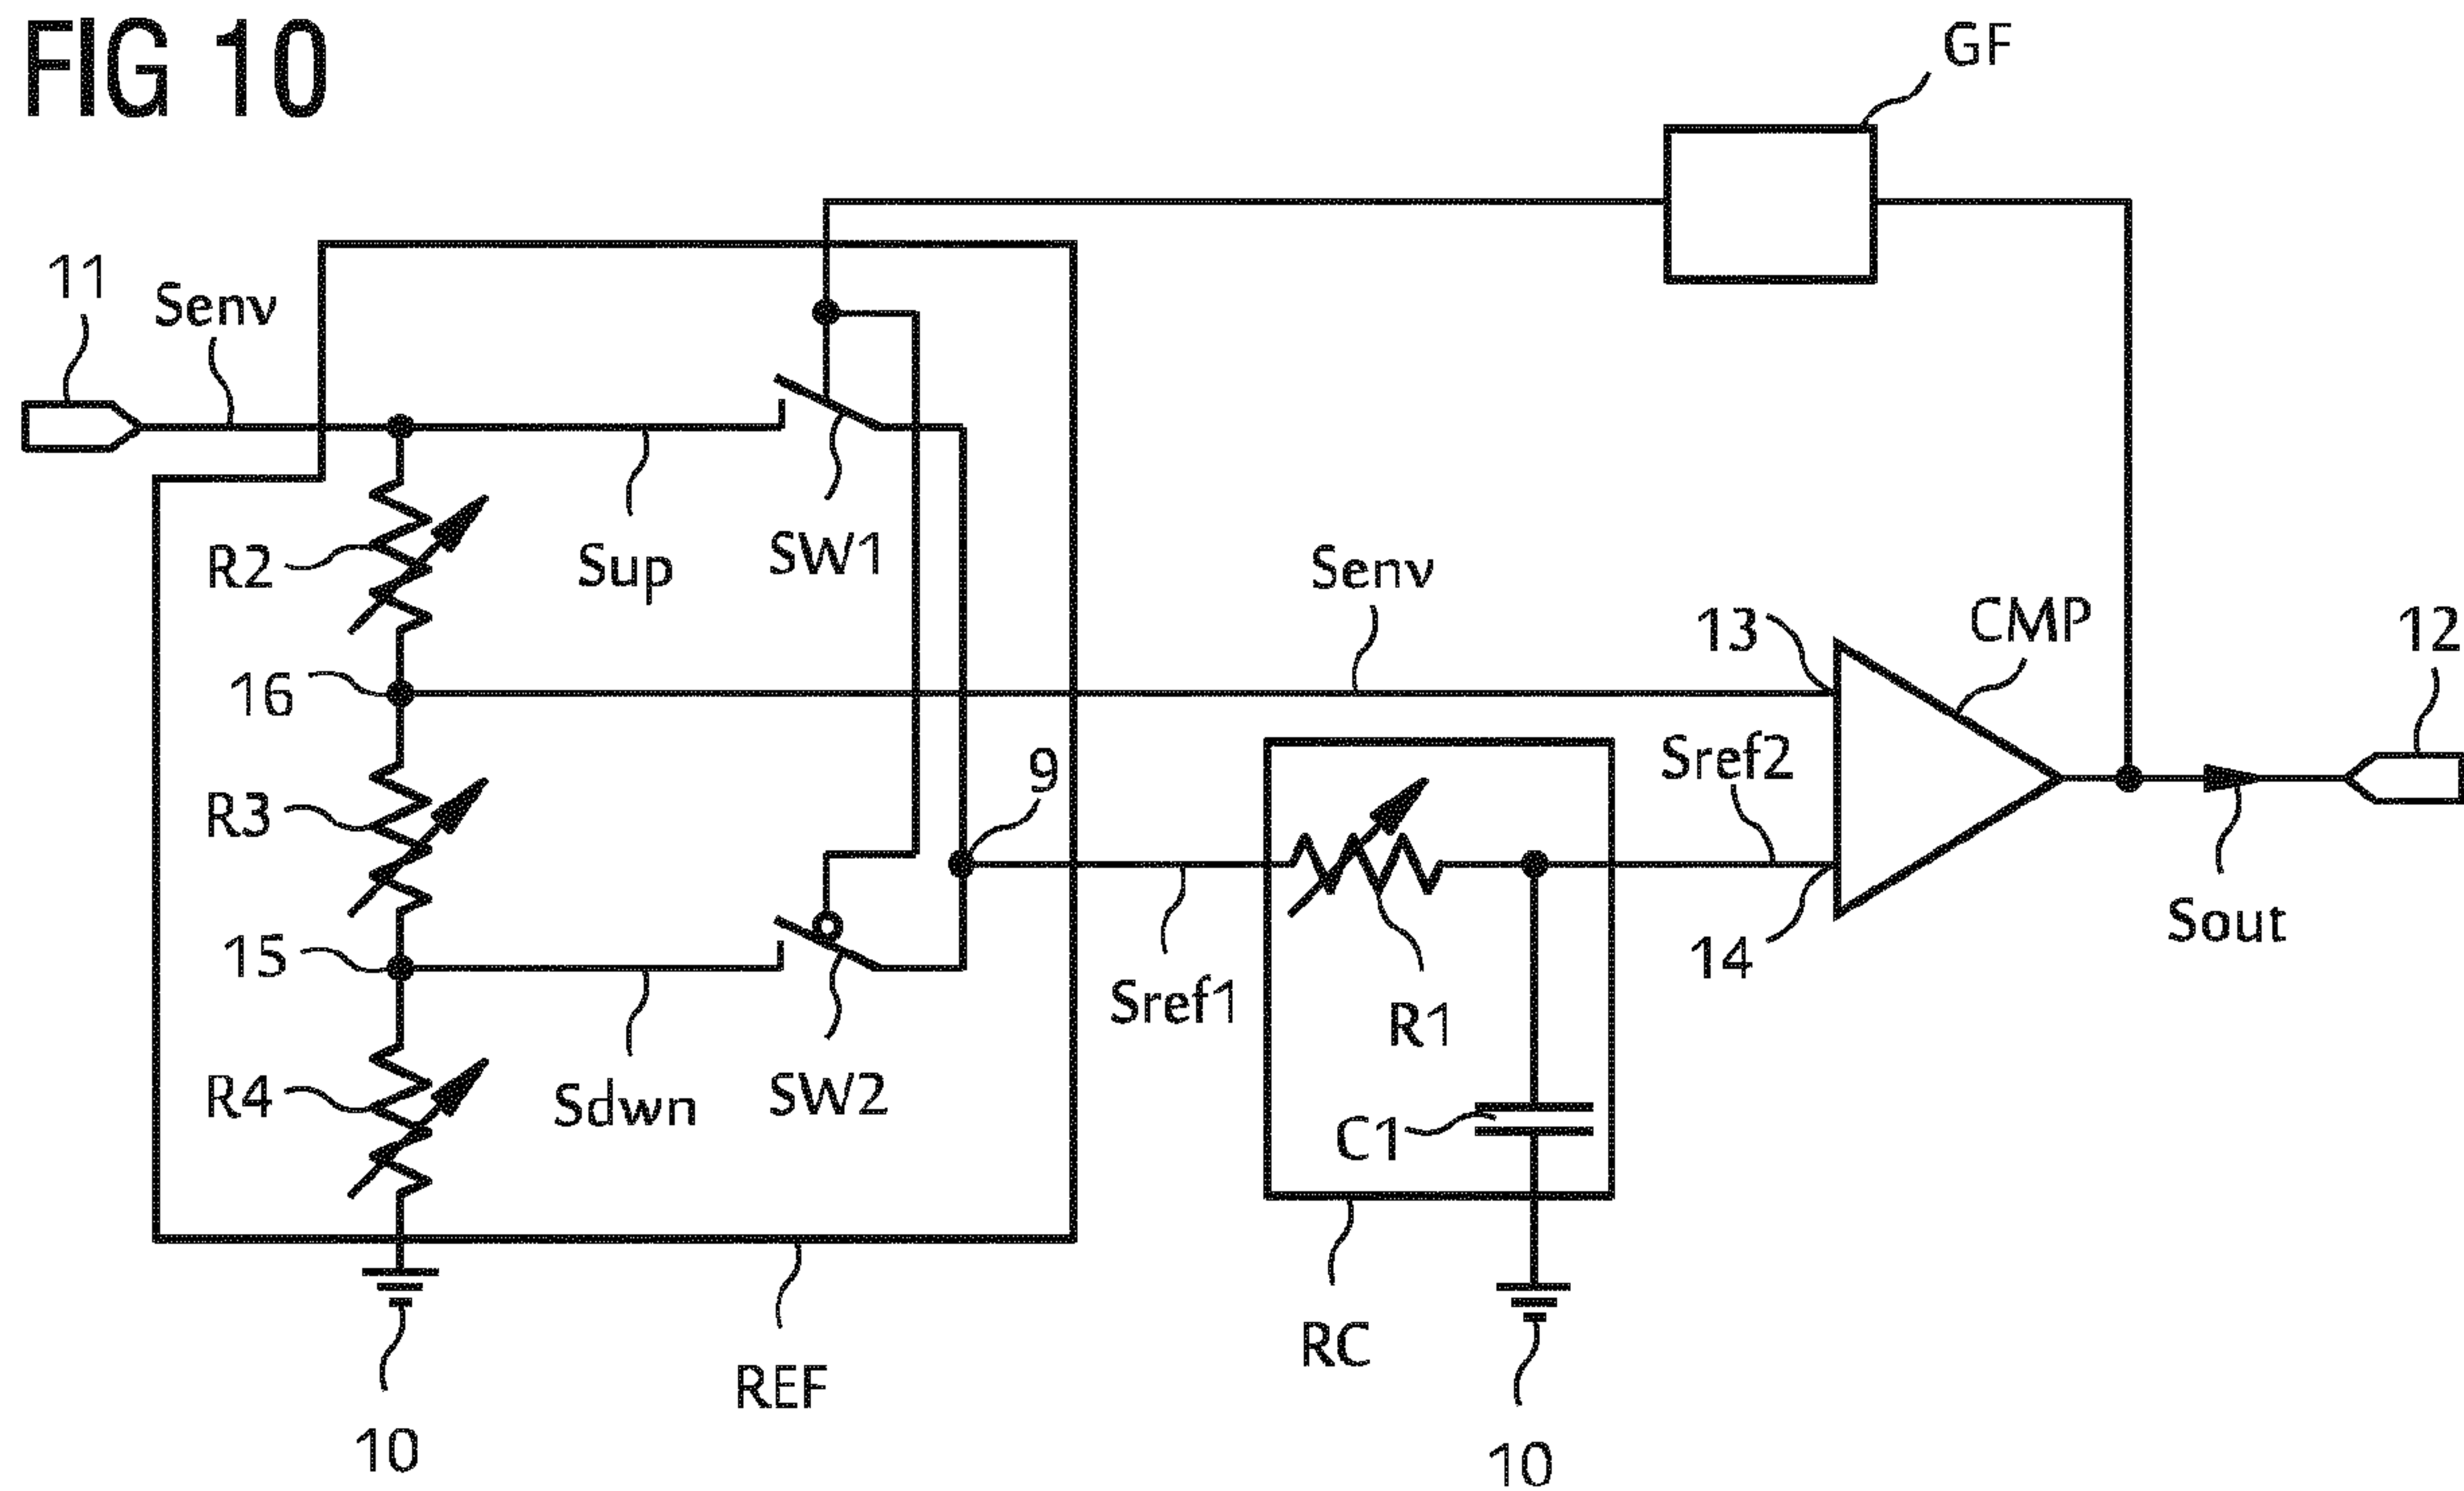 FIG 10
GF
11
Senv
R2
Sup
SW1
Senv
13
CMP
12
16
Sref2
9
R3
15
14
Sout
Sref1
R1
R4
Sdwn
SW2
C1
REF
RC
10
10